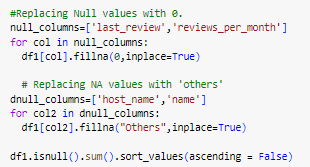 #Replacing Null values with 0.
null_columns=['last_review','reviews_per_month']
for col in null_columns:
  df1[col].fillna(0,inplace=True)

  # Replacing NA values with 'others'
dnull_columns=['host_name','name']
for col2 in dnull_columns:
  df1[col2].fillna("Others",inplace=True)

df1.isnull().sum().sort_values(ascending = False)